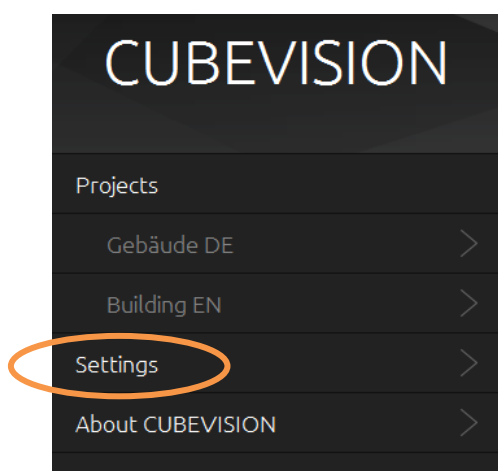 CUBEVISION
Projects
Gebäude DE
Building EN
Settings
About CUBEVISION